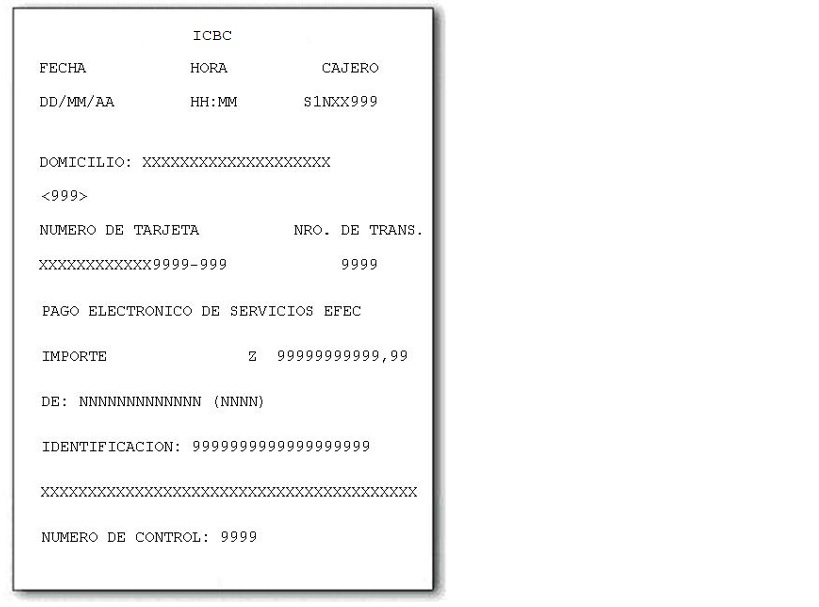 ICBC
FECHA HORA CAJERO
DD/MM/AA HH:MM S1NXX999
DOMICILIO: XXXXXXXXXXXXXXXXXXXX
<999>
NUMERO DE TARJETA NRO. DE TRANS.
XXXXXXXXXXXX9999-999 9999
PAGO ELECTRONICO DE SERVICIOS EFEC
IMPORTE Z 99999999999,99
DE: NNNNNNNNNNNNN (NNNN)
IDENTIFICACION: 9999999999999999999
XXXXXXXXXXXXXXXXXXXXXXXXXXXXXXXXXXXXXXXX
NUMERO DE CONTROL: 9999